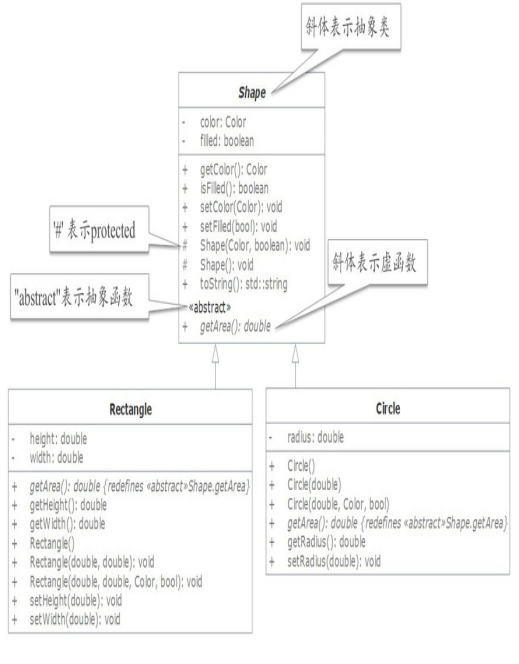 斜体表示抽象类
Shape
- color: Color
- filled: boolean
+ getColor(): Color
+ isFilled(): boolean
+ setColor(Color): void
+ setFilled(bool): void
# Shape(Color, boolean): void
# Shape(): void
+ toString(): std::string
«abstract»
+ getArea(): double
'#' 表示protected
"abstract"表示抽象函数
斜体表示虚函数
Rectangle
- height: double
- width: double
+ getArea(): double {redefines «abstract»Shape.getArea}
+ getHeight(): double
+ getWidth(): double
+ Rectangle()
+ Rectangle(double, double): void
+ Rectangle(double, double, Color, bool): void
+ setHeight(double): void
+ setWidth(double): void
Circle
- radius: double
+ Circle()
+ Circle(double)
+ Circle(double, Color, bool)
+ getArea(): double {redefines «abstract»Shape.getArea}
+ getRadius(): double
+ setRadius(double): void